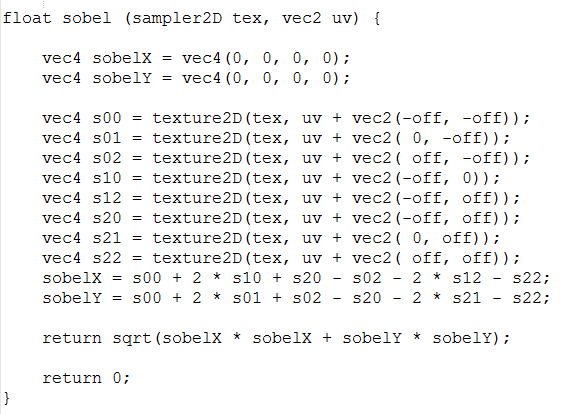 float sobel (sampler2D tex, vec2 uv) {
vec4 sobelX = vec4(0, 0, 0, 0);
vec4 sobelY = vec4(0, 0, 0, 0);
vec4 s00 = texture2D(tex, uv + vec2(-off, -off));
vec4 s01 = texture2D(tex, uv + vec2( 0, -off));
vec4 s02 = texture2D(tex, uv + vec2( off, -off));
vec4 s10 = texture2D(tex, uv + vec2(-off, 0));
vec4 s12 = texture2D(tex, uv + vec2(-off, off));
vec4 s20 = texture2D(tex, uv + vec2(-off, off));
vec4 s21 = texture2D(tex, uv + vec2( 0, off));
vec4 s22 = texture2D(tex, uv + vec2( off, off));
sobelX = s00 + 2 * s10 + s20 - s02 - 2 * s12 - s22;
sobelY = s00 + 2 * s01 + s02 - s20 - 2 * s21 - s22;
return sqrt(sobelX * sobelX + sobelY * sobelY);
return 0;
}